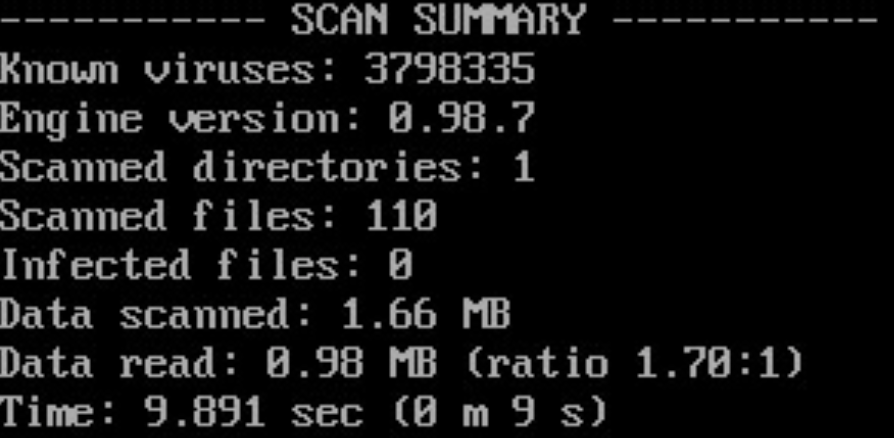 ----------- SCAN SUMMARY -----------
Known viruses: 3798335
Engine version: 0.98.7
Scanned directories: 1
Scanned files: 110
Infected files: 0
Data scanned: 1.66 MB
Data read: 0.98 MB (ratio 1.70:1)
Time: 9.891 sec (0 m 9 s)